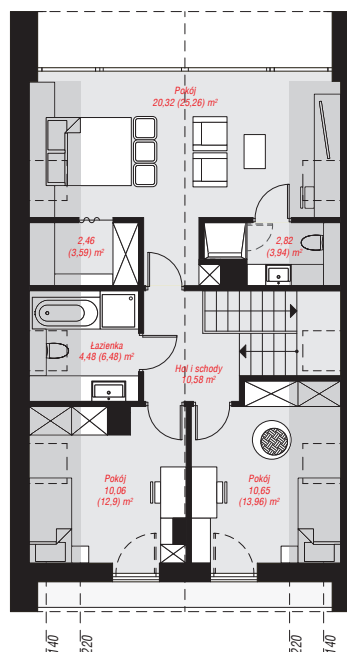 Pokój
20,32 (25,26) m²
2,46
(3,59) m²
2,82
(3,94) m²
Łazienka
4,48 (6,48) m²
Hol i schody
10,58 m²
Pokój
10,06
(12,9) m²
Pokój
10,65
(13,96) m²
140
220
220
140